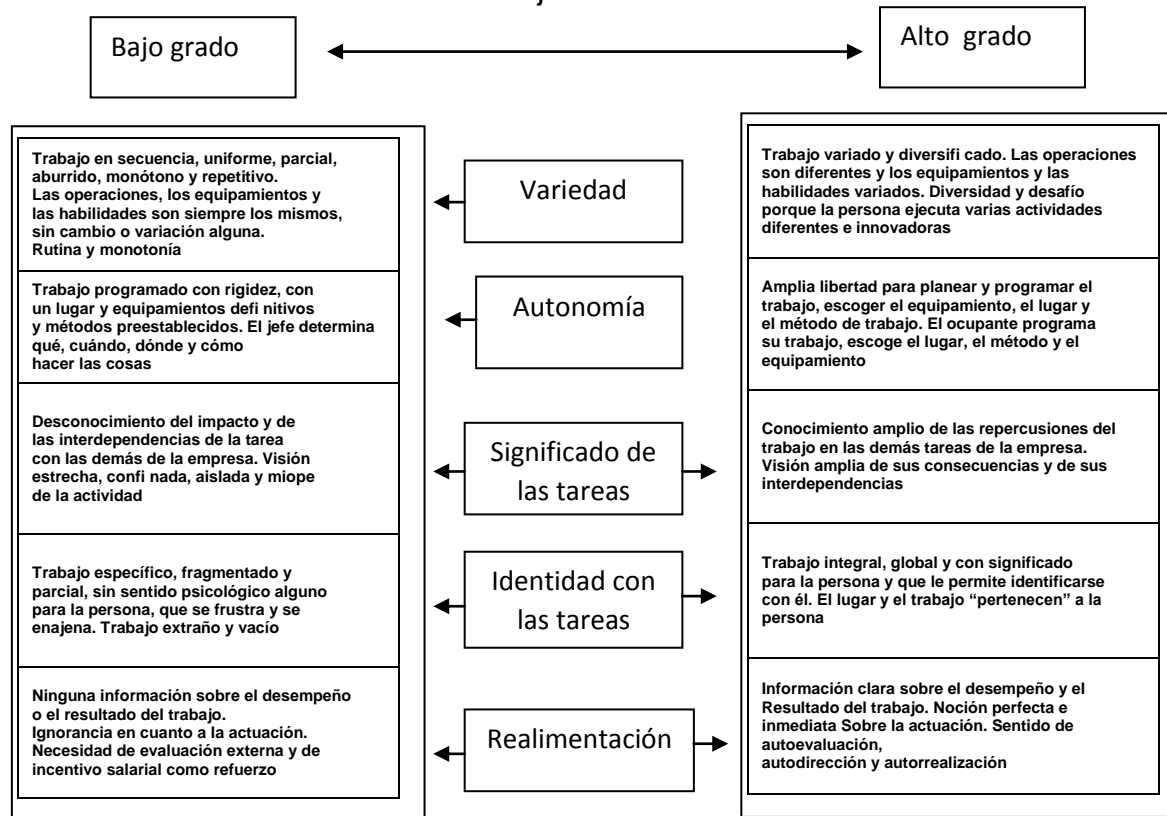 Bajo grado
Alto grado
Trabajo en secuencia, uniforme, parcial,
aburrido, monótono y repetitivo.
Las operaciones, los equipamientos y
las habilidades son siempre los mismos,
sin cambio o variación alguna.
Rutina y monotonía
Variedad
Trabajo variado y diversifi cado. Las operaciones
son diferentes y los equipamientos y las
habilidades variados. Diversidad y desafío
porque la persona ejecuta varias actividades
diferentes e innovadoras
Trabajo programado con rigidez, con
un lugar y equipamientos defi nitivos
y métodos preestablecidos. El jefe determina
qué, cuándo, dónde y cómo
hacer las cosas
Autonomía
Amplia libertad para planear y programar el
trabajo, escoger el equipamiento, el lugar y
el método de trabajo. El ocupante programa
su trabajo, escoge el lugar, el método y el
equipamiento
Desconocimiento del impacto y de
las interdependencias de la tarea
con las demás de la empresa. Visión
estrecha, confi nada, aislada y miope
de la actividad
Significado de
las tareas
Conocimiento amplio de las repercusiones del
trabajo en las demás tareas de la empresa.
Visión amplia de sus consecuencias y de sus
interdependencias
Trabajo específico, fragmentado y
parcial, sin sentido psicológico alguno
para la persona, que se frustra y se
enajena. Trabajo extraño y vacío
Identidad con
las tareas
Trabajo integral, global y con significado
para la persona y que le permite identificarse
con él. El lugar y el trabajo “pertenecen” a la
persona
Ninguna información sobre el desempeño
o el resultado del trabajo.
Ignorancia en cuanto a la actuación.
Necesidad de evaluación externa y de
incentivo salarial como refuerzo
Realimentación
Información clara sobre el desempeño y el
Resultado del trabajo. Noción perfecta e
inmediata Sobre la actuación. Sentido de
autoevaluación,
autodirección y autorrealización